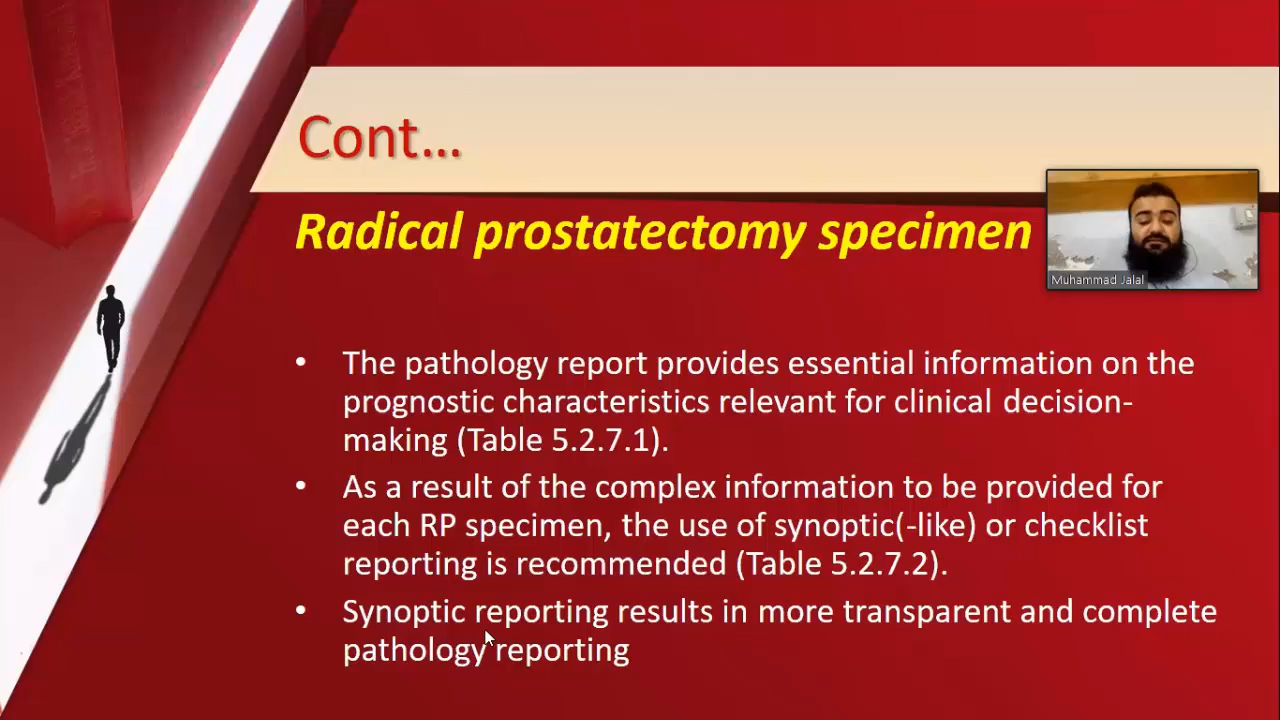 Cont...
Radical prostatectomy specimen
Muhammad Jalal
• The pathology report provides essential information on the
prognostic characteristics relevant for clinical decision-
making (Table 5.2.7.1).
• As a result of the complex information to be provided for
each RP specimen, the use of synoptic(-like) or checklist
reporting is recommended (Table 5.2.7.2).
• Synoptic reporting results in more transparent and complete
pathology reporting